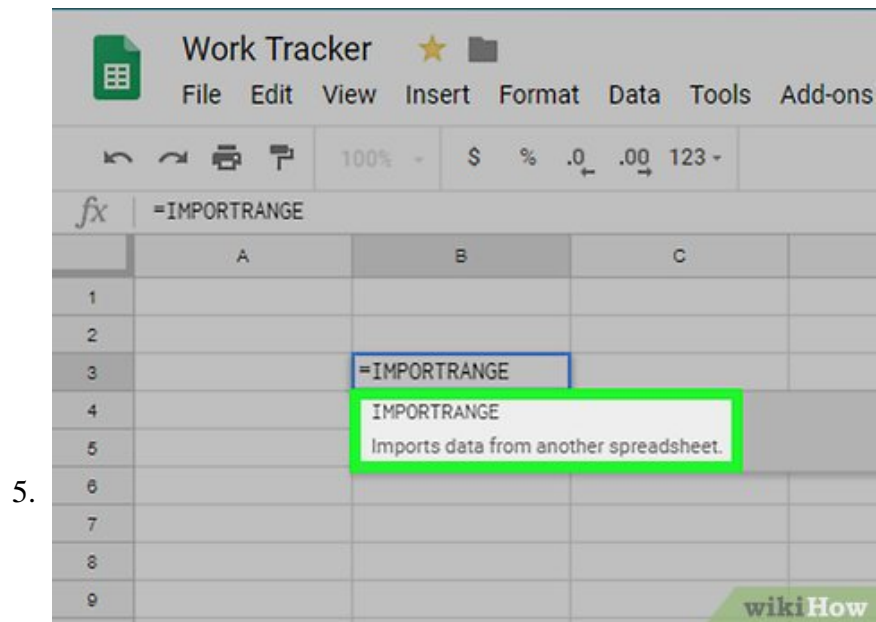 Work Tracker
File Edit View Insert Format Data Tools Add-ons
100% $ % .0 .00 123
fx =IMPORTRANGE
A B C
1
2
3 =IMPORTRANGE
4 IMPORTRANGE
5 Imports data from another spreadsheet.
5.
6
7
8
9
wikiHow